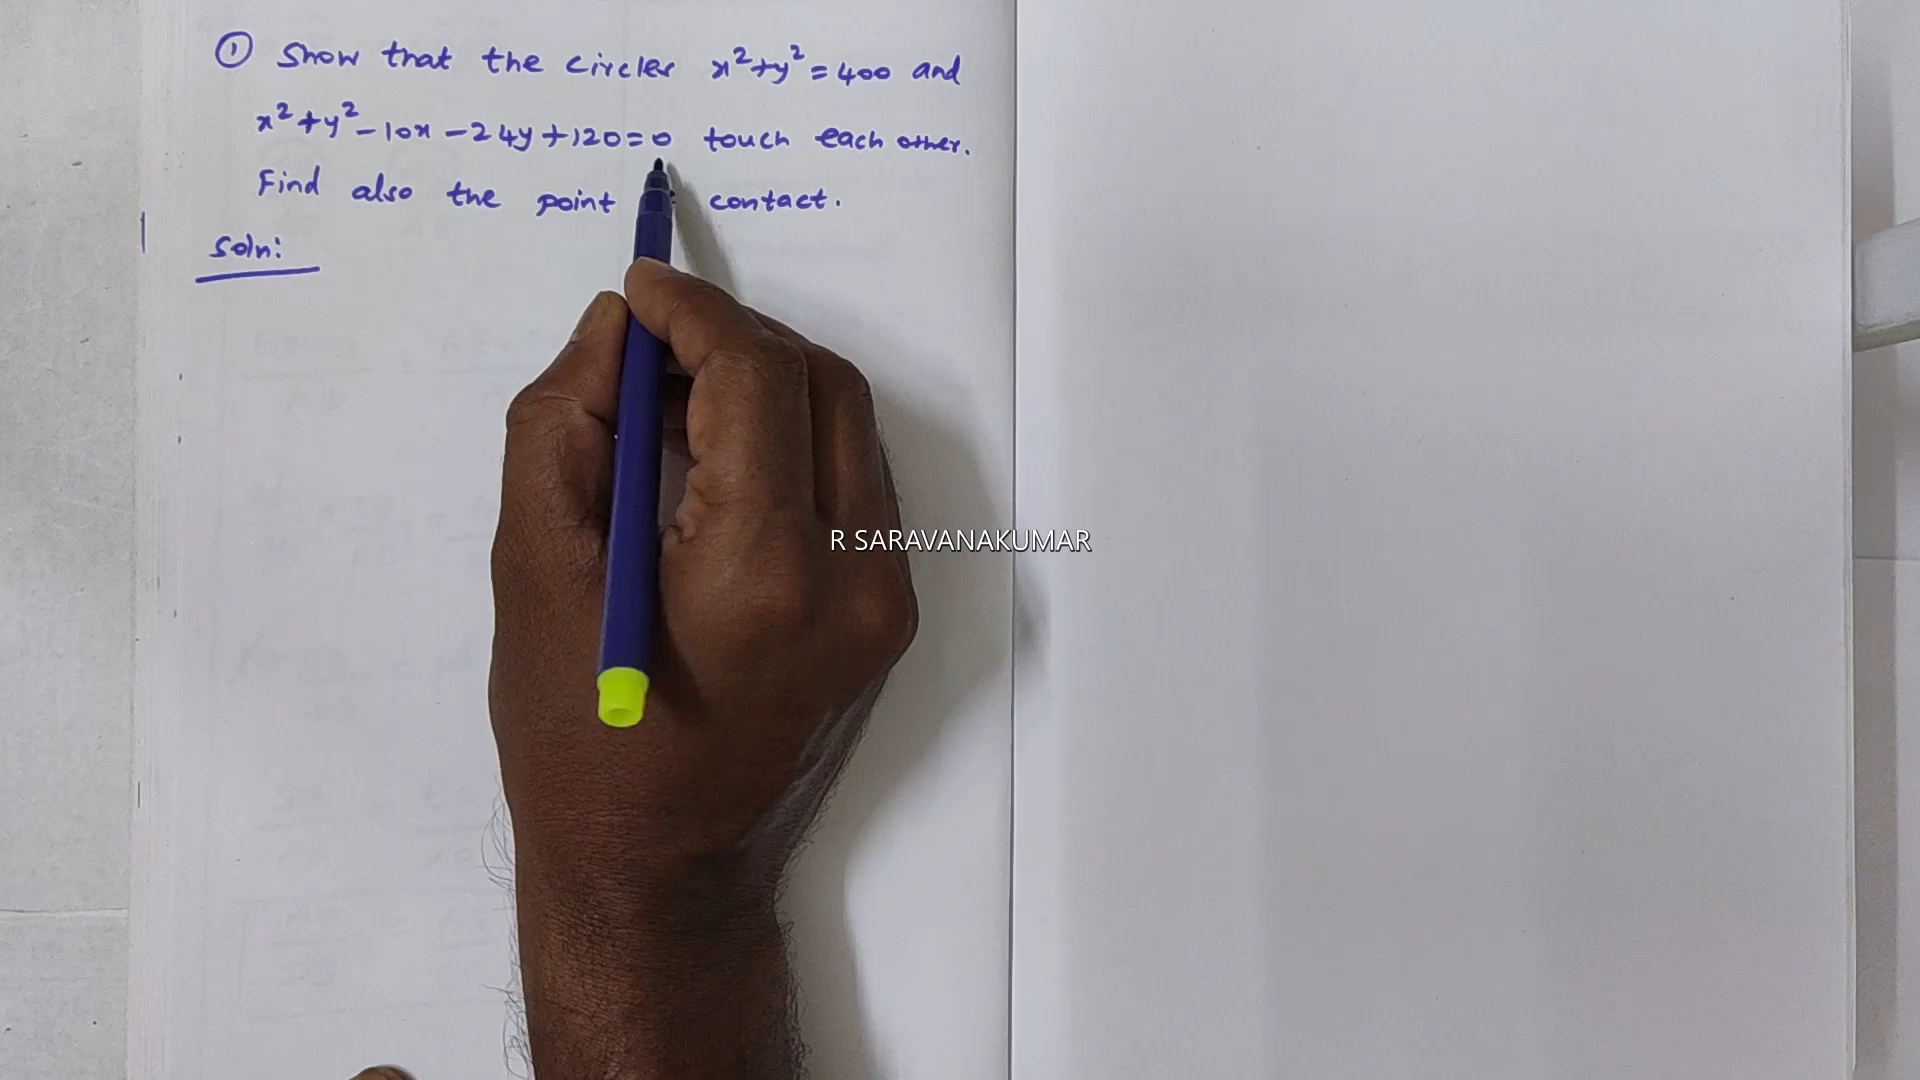 ① Show that the circles x²+y²=400 and
x²+y²-10x-24y+120=0 touch each other.
Find also the point contact.
Soln:
R SARAVANAKUMAR